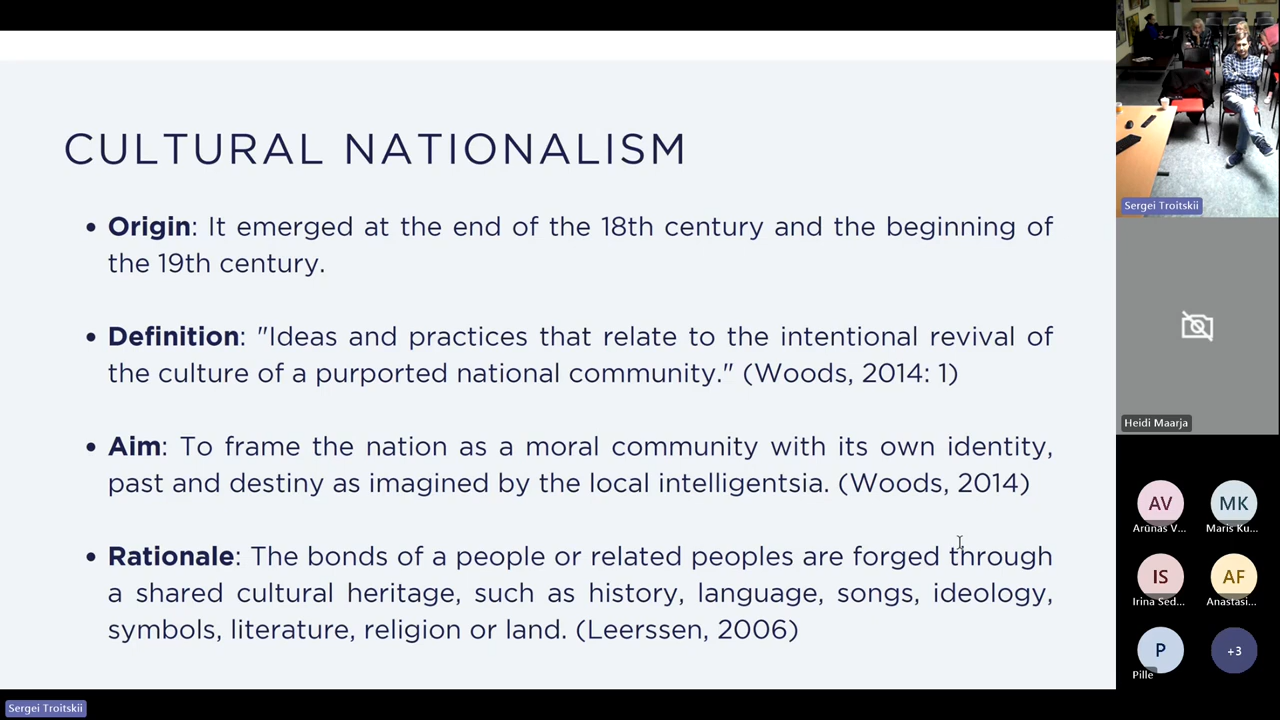 CULTURAL NATIONALISM
• Origin: It emerged at the end of the 18th century and the beginning of
the 19th century.
• Definition: "Ideas and practices that relate to the intentional revival of
the culture of a purported national community." (Woods, 2014: 1)
• Aim: To frame the nation as a moral community with its own identity,
past and destiny as imagined by the local intelligentsia. (Woods, 2014)
• Rationale: The bonds of a people or related peoples are forged through
a shared cultural heritage, such as history, language, songs, ideology,
symbols, literature, religion or land. (Leerssen, 2006)
Sergei Troitskii
Sergei Troitskii
Heidi Maarja
AV
MK
Arūnas V...
Maris Ku...
IS
AF
Irina Sed...
Anastasi...
P
+3
Pille